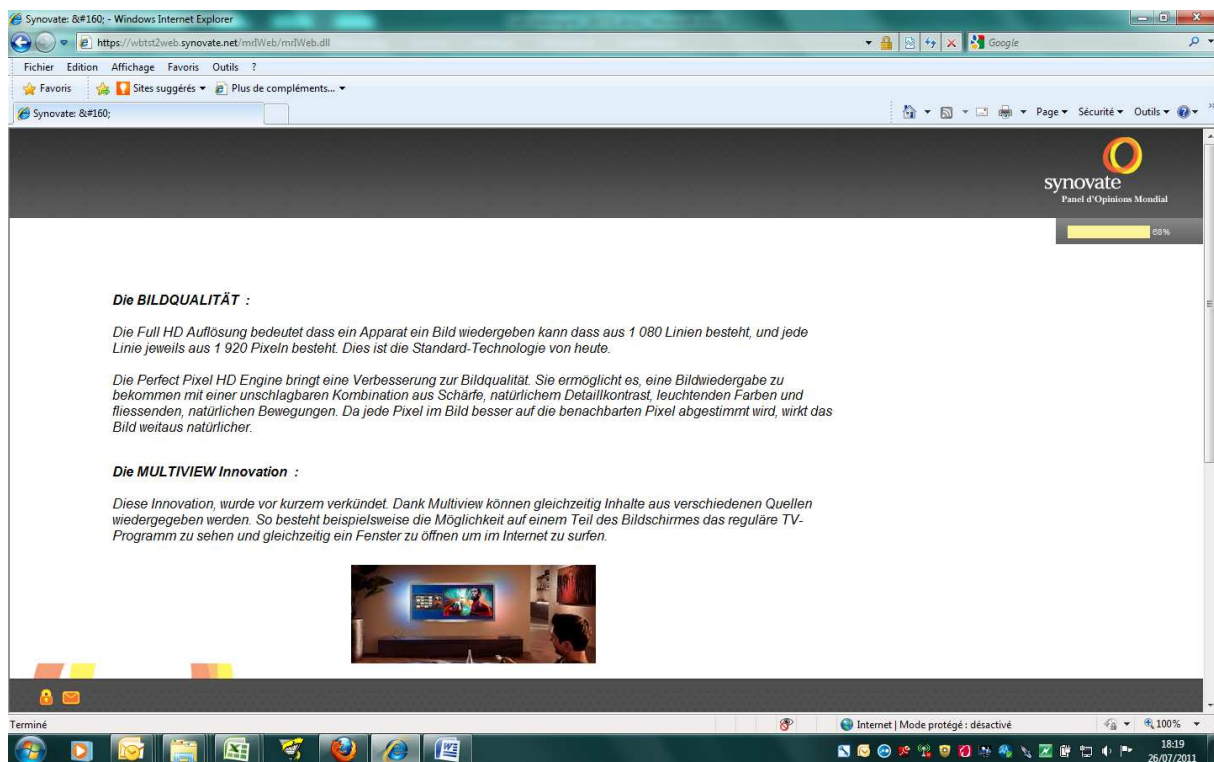 Synovate: &#160; - Windows Internet Explorer
https://wbtst2web.synovate.net/mrIWeb/mrIWeb.dll
Google
Fichier Edition Affichage Favoris Outils ?
Favoris Sites suggérés Plus de compléments...
Synovate: &#160;
Page Sécurité Outils
synovate
Panel d'Opinions Mondial
68%
Die BILDQUALITÄT :
Die Full HD Auflösung bedeutet dass ein Apparat ein Bild wiedergeben kann dass aus 1 080 Linien besteht, und jede
Linie jeweils aus 1 920 Pixeln besteht. Dies ist die Standard-Technologie von heute.
Die Perfect Pixel HD Engine bringt eine Verbesserung zur Bildqualität. Sie ermöglicht es, eine Bildwiedergabe zu
bekommen mit einer unschlagbaren Kombination aus Schärfe, natürlichem Detaillkontrast, leuchtenden Farben und
fliessenden, natürlichen Bewegungen. Da jede Pixel im Bild besser auf die benachbarten Pixel abgestimmt wird, wirkt das
Bild weitaus natürlicher.
Die MULTIVIEW Innovation :
Diese Innovation, wurde vor kurzem verkündet. Dank Multiview können gleichzeitig Inhalte aus verschiedenen Quellen
wiedergegeben werden. So besteht beispielsweise die Möglichkeit auf einem Teil des Bildschirmes das reguläre TV-
Programm zu sehen und gleichzeitig ein Fenster zu öffnen um im Internet zu surfen.
Terminé
Internet | Mode protégé : désactivé
100%
18:19
26/07/2011